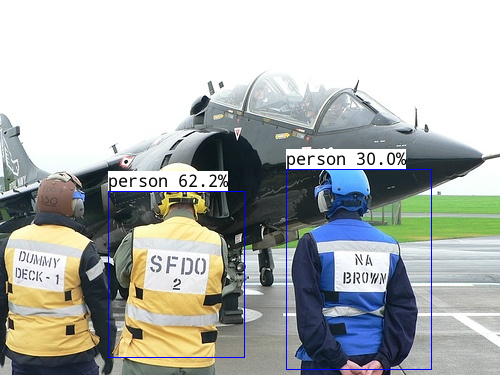 person 62.2%
person 30.0%
DUMMY
DECK-1
SFDO
2
NA
BROWN